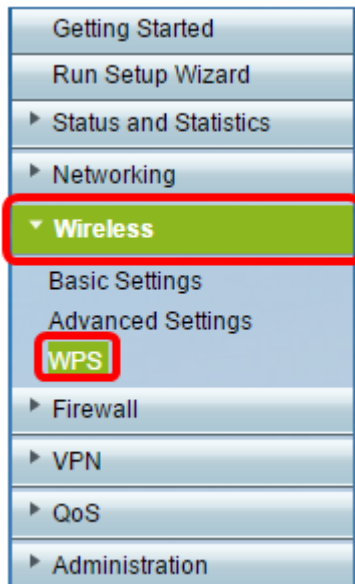 Getting Started
Run Setup Wizard
Status and Statistics
Networking
Wireless
Basic Settings
Advanced Settings
WPS
Firewall
VPN
QoS
Administration